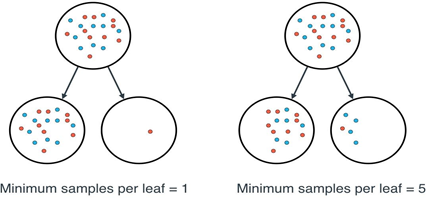 Minimum samples per leaf = 1
Minimum samples per leaf = 5